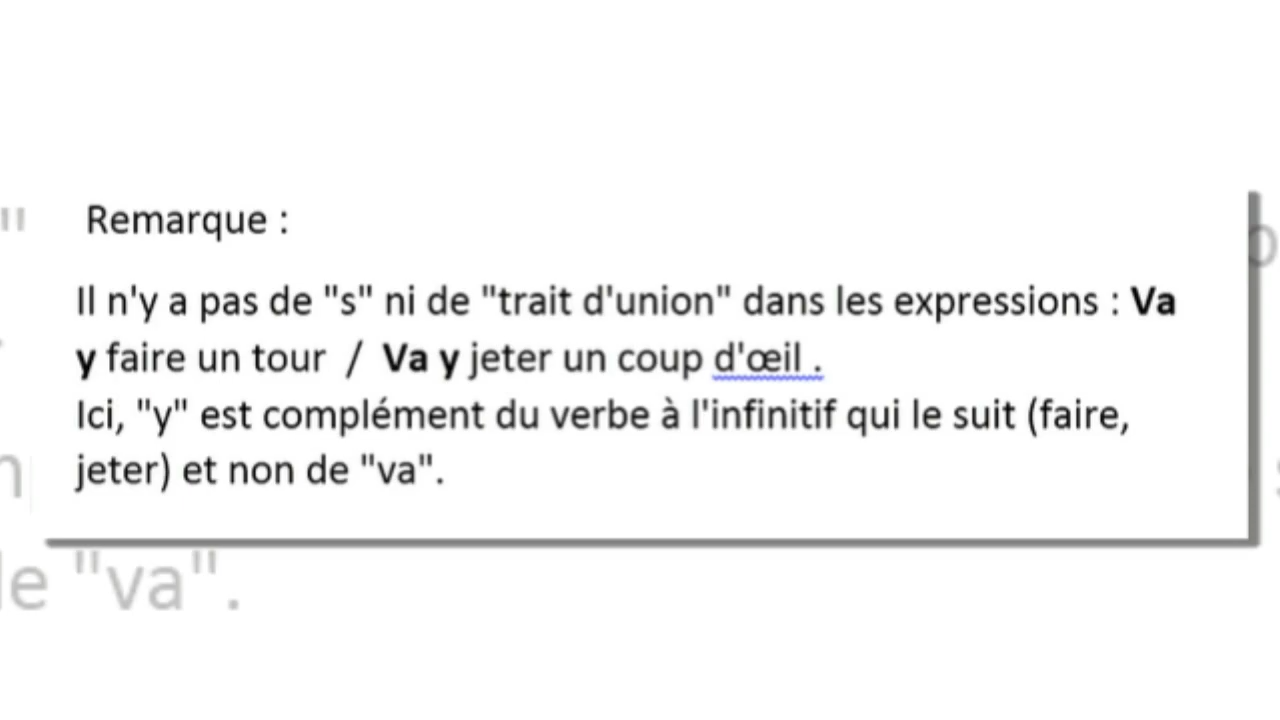 Remarque :
Il n'y a pas de "s" ni de "trait d'union" dans les expressions : Va
y faire un tour / Va y jeter un coup d'œil .
Ici, "y" est complément du verbe à l'infinitif qui le suit (faire,
jeter) et non de "va".
"va".